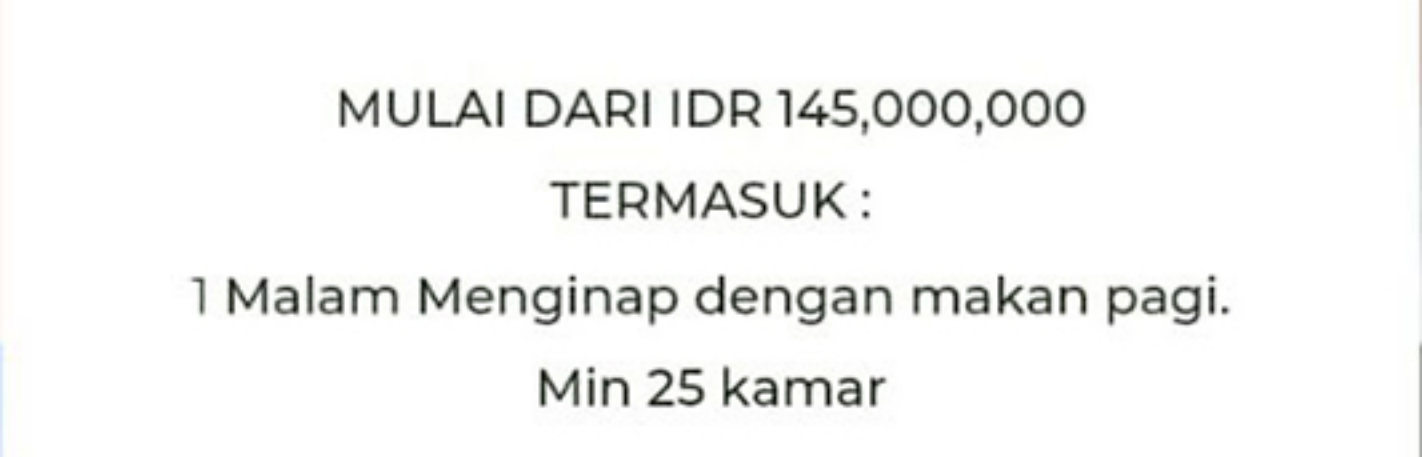 MULAI DARI IDR 145,000,000
TERMASUK :
1 Malam Menginap dengan makan pagi.
Min 25 kamar